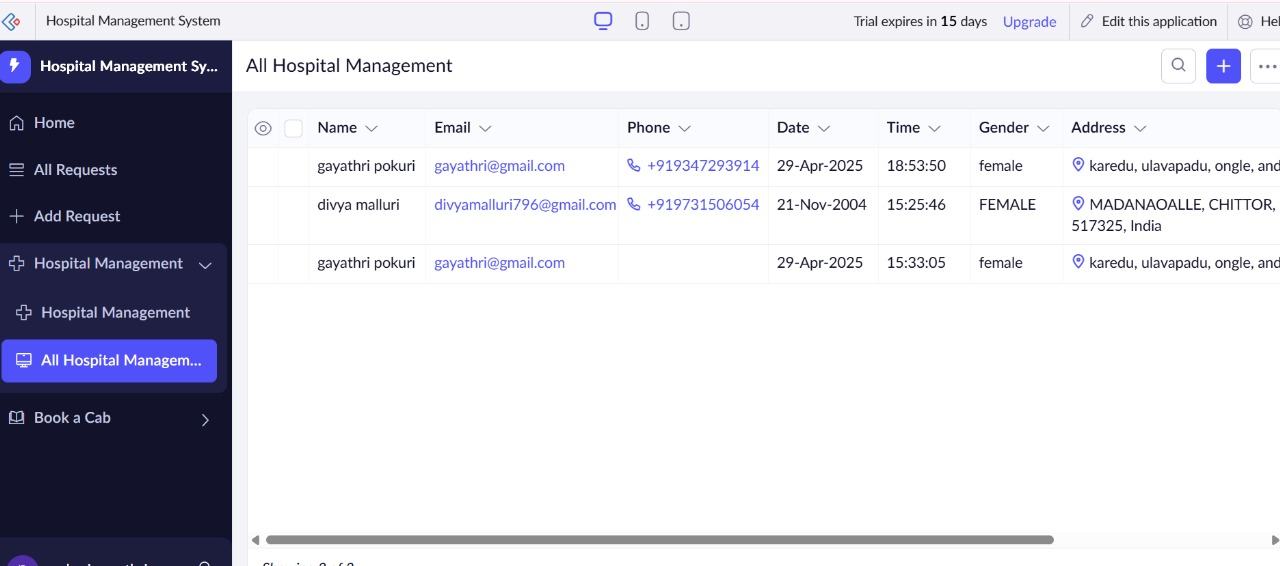 Hospital Management System
Trial expires in 15 days Upgrade Edit this application
Hospital Management Sy...
All Hospital Management
Home
All Requests
Add Request
Hospital Management
Hospital Management
All Hospital Managem...
Book a Cab
Name Email Phone Date Time Gender Address
gayathri pokuri gayathri@gmail.com +919347293914 29-Apr-2025 18:53:50 female karedu, ulavapadu, ongle, and
divya malluri divyamalluri796@gmail.com +919731506054 21-Nov-2004 15:25:46 FEMALE MADANAOALLE, CHITTOR,
517325, India
gayathri pokuri gayathri@gmail.com 29-Apr-2025 15:33:05 female karedu, ulavapadu, ongle, and